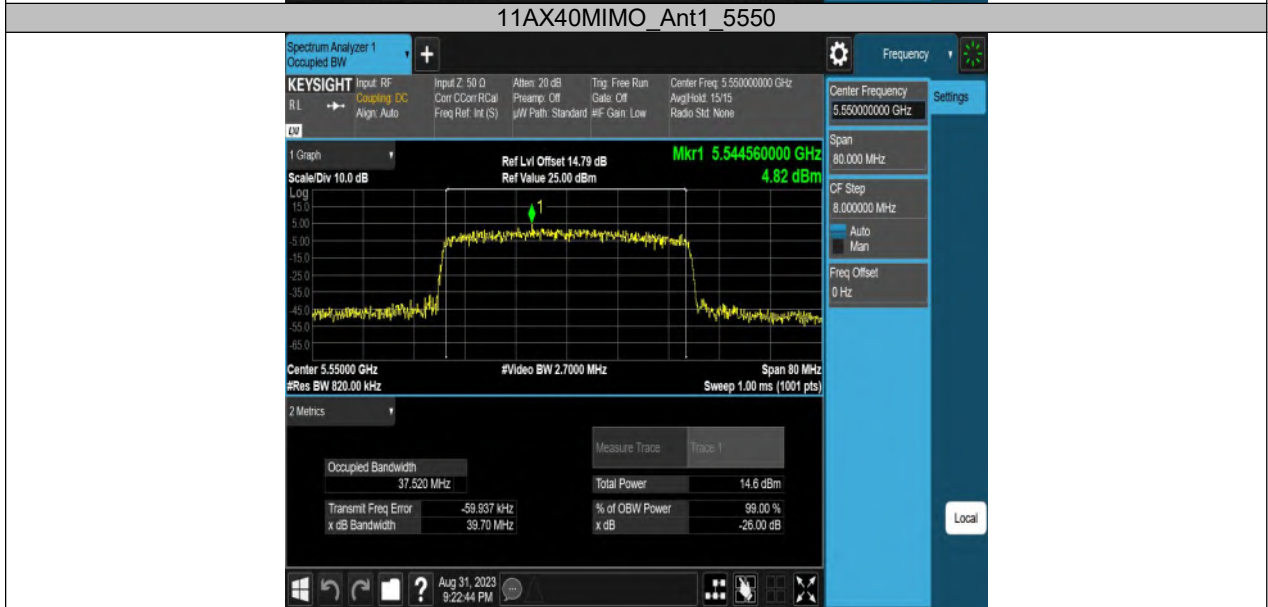 11AX40MIMO_Ant1_5550
Spectrum Analyzer 1
Occupied BW
+
Frequency
KEYSIGHT Input: RF Input Z: 50 Ω Atten: 20 dB Trig: Free Run Center Freq: 5.550000000 GHz
RL Coupling: DC Corr CCorr RCal Preamp: Off Gate: Off Avg|Hold: 15/15
Align: Auto Freq Ref: Int (S) µW Path: Standard #IF Gain: Low Radio Std: None
LXI
Center Frequency
5.550000000 GHz
Settings
Span
80.000 MHz
CF Step
8.000000 MHz
Auto
Man
Freq Offset
0 Hz
1 Graph
Ref Lvl Offset 14.79 dB
Mkr1 5.544560000 GHz
Scale/Div 10.0 dB
Ref Value 25.00 dBm
4.82 dBm
Log
15.0
5.00
-5.00
-15.0
-25.0
-35.0
-45.0
-55.0
-65.0
1
Center 5.55000 GHz #Video BW 2.7000 MHz Span 80 MHz
#Res BW 820.00 kHz Sweep 1.00 ms (1001 pts)
2 Metrics
Measure Trace Trace 1
Occupied Bandwidth
37.520 MHz
Total Power 14.6 dBm
Transmit Freq Error -59.937 kHz % of OBW Power 99.00 %
x dB Bandwidth 39.70 MHz x dB -26.00 dB
Local
?
Aug 31, 2023
9:22:44 PM